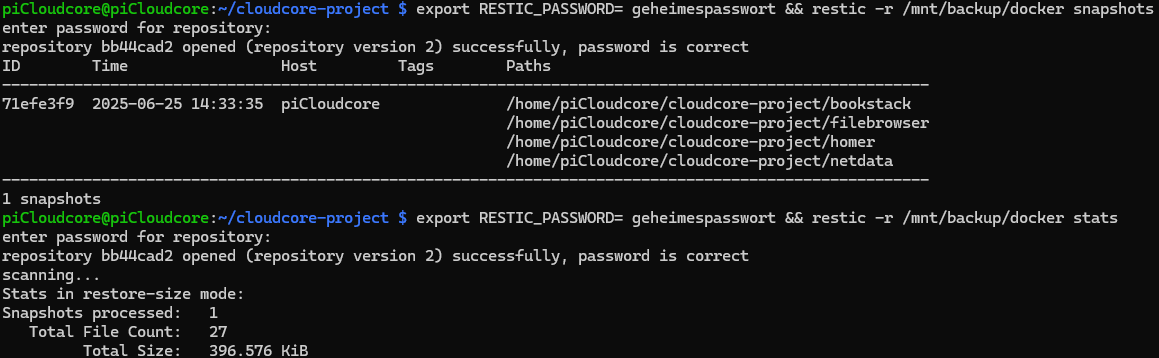 piCloudcore@piCloudcore:~/cloudcore-project $ export RESTIC_PASSWORD= geheimespasswort && restic -r /mnt/backup/docker snapshots
enter password for repository:
repository bb44cad2 opened (repository version 2) successfully, password is correct
ID        Time                 Host         Tags        Paths
-------------------------------------------------------------------------------------------------------
71efe3f9  2025-06-25 14:33:35  piCloudcore              /home/piCloudcore/cloudcore-project/bookstack
                                                        /home/piCloudcore/cloudcore-project/filebrowser
                                                        /home/piCloudcore/cloudcore-project/homer
                                                        /home/piCloudcore/cloudcore-project/netdata
-------------------------------------------------------------------------------------------------------
1 snapshots
piCloudcore@piCloudcore:~/cloudcore-project $ export RESTIC_PASSWORD= geheimespasswort && restic -r /mnt/backup/docker stats
enter password for repository:
repository bb44cad2 opened (repository version 2) successfully, password is correct
scanning...
Stats in restore-size mode:
Snapshots processed:   1
   Total File Count:   27
         Total Size:   396.576 KiB